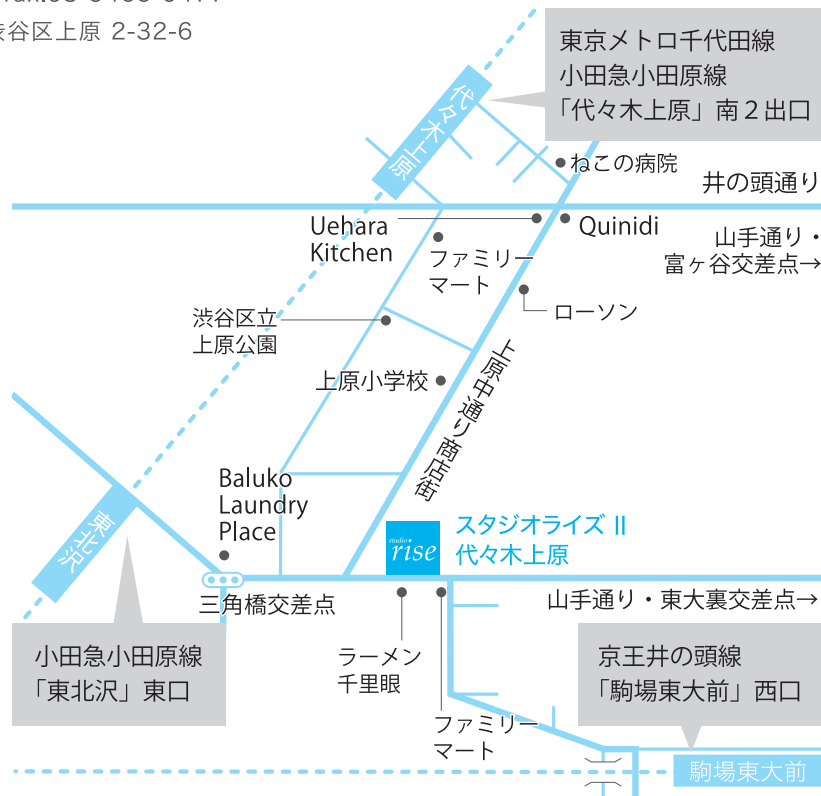 渋谷区上原 2-32-6
東京メトロ千代田線
小田急小田原線
「代々木上原」南2出口
代々木上原
ねこの病院
井の頭通り
Uehara
Kitchen
Quinidi
ファミリー
マート
山手通り・
富ヶ谷交差点→
ローソン
渋谷区立
上原公園
上原小学校
上原中通り商店街
Baluko
Laundry
Place
東北沢
studio
rise
スタジオライズ II
代々木上原
三角橋交差点
山手通り・東大裏交差点→
小田急小田原線
「東北沢」東口
ラーメン
千里眼
ファミリー
マート
京王井の頭線
「駒場東大前」西口
駒場東大前